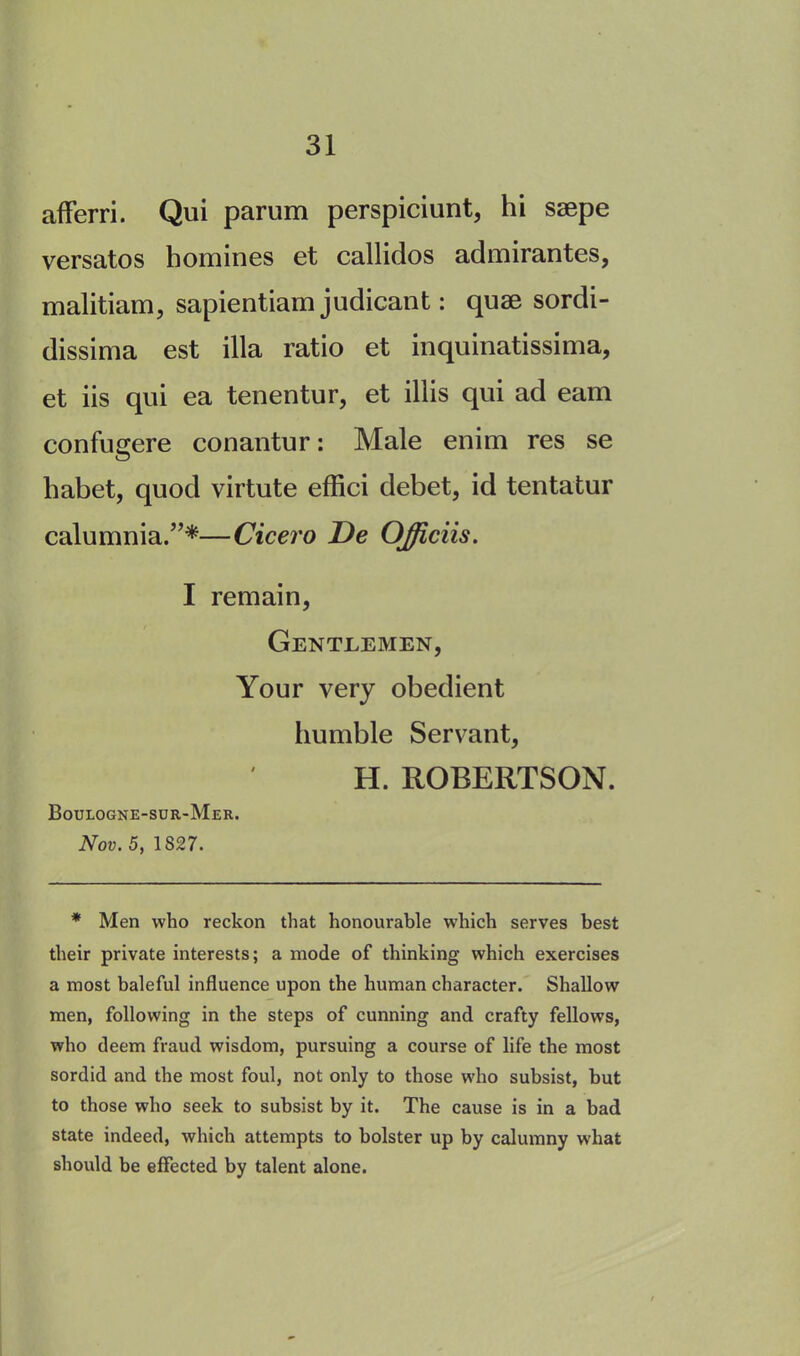 31
afferri. Qui parum perspiciunt, hi sæpe
versatos homines et callidos admirantes,
malitiam, sapientiam judicant: quæ sordi-
dissima est illa ratio et inquinatissima,
et iis qui ea tenentur, et illis qui ad eam
confugere conantur: Male enim res se
habet, quod virtute effici debet, id tentatur
calumnia.”*—Cicero De Officiis.
I remain,
Gentlemen,
Your very obedient
humble Servant,
H. ROBERTSON.
Boulogne-sur-Mer.
Nov. 5, 1827.
* Men who reckon that honourable which serves best
their private interests; a mode of thinking which exercises
a most baleful influence upon the human character. Shallow
men, following in the steps of cunning and crafty fellows,
who deem fraud wisdom, pursuing a course of life the most
sordid and the most foul, not only to those who subsist, but
to those who seek to subsist by it. The cause is in a bad
state indeed, which attempts to bolster up by calumny what
should be effected by talent alone.